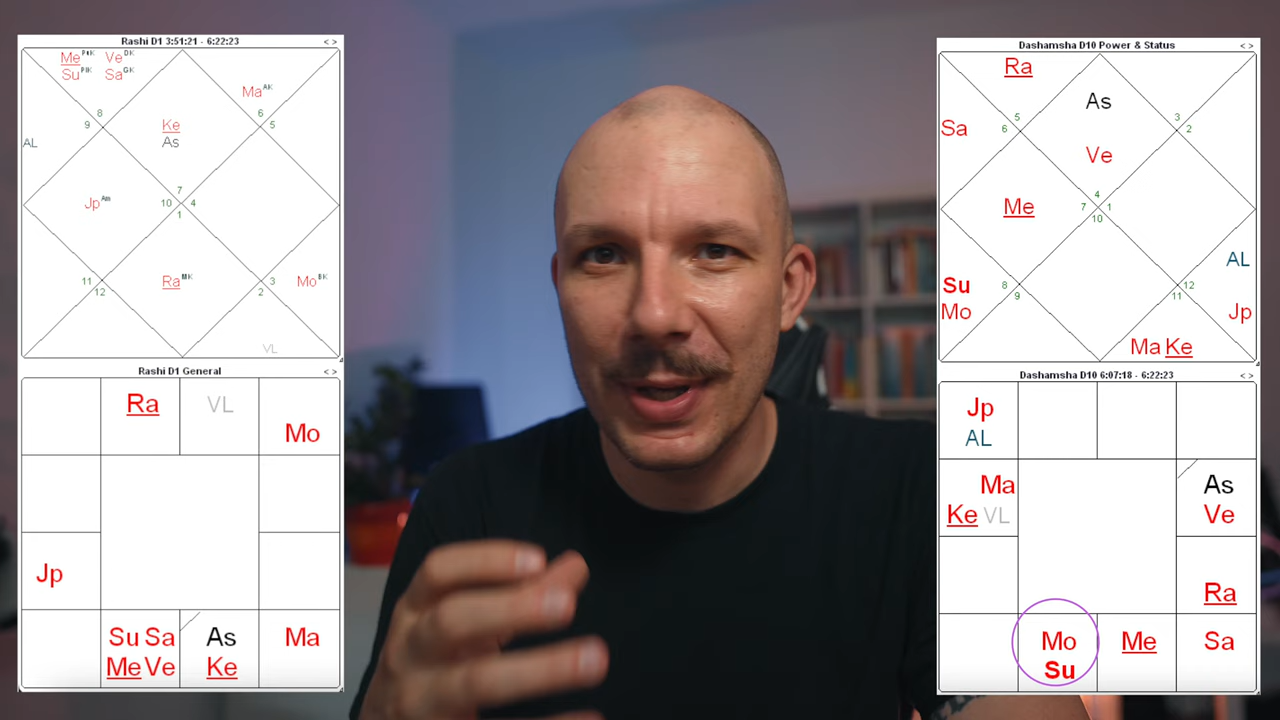 Rashi D1 3:51:21 - 6:22:23
< >
Me PuK Ve DK
Su PiK Sa GK
Ma AK
8 6
9 5
Ke
AL As
7
Jp Am 10 4
1
11 Ra MK 3 Mo BK
12 2
VL
Rashi D1 General
< >
Ra VL
Mo
Jp
Su Sa As Ma
Me Ve Ke
Dashamsha D10 Power & Status
< >
Ra
As
5 3
Sa 6 2
Ve
4
Me 7 1
10
AL
Su 8 12
Mo 9 11 Jp
Ma Ke
Dashamsha D10 6:07:18 - 6:22:23
< >
Jp
AL
Ma As
Ke VL Ve
Ra
Mo Me Sa
Su